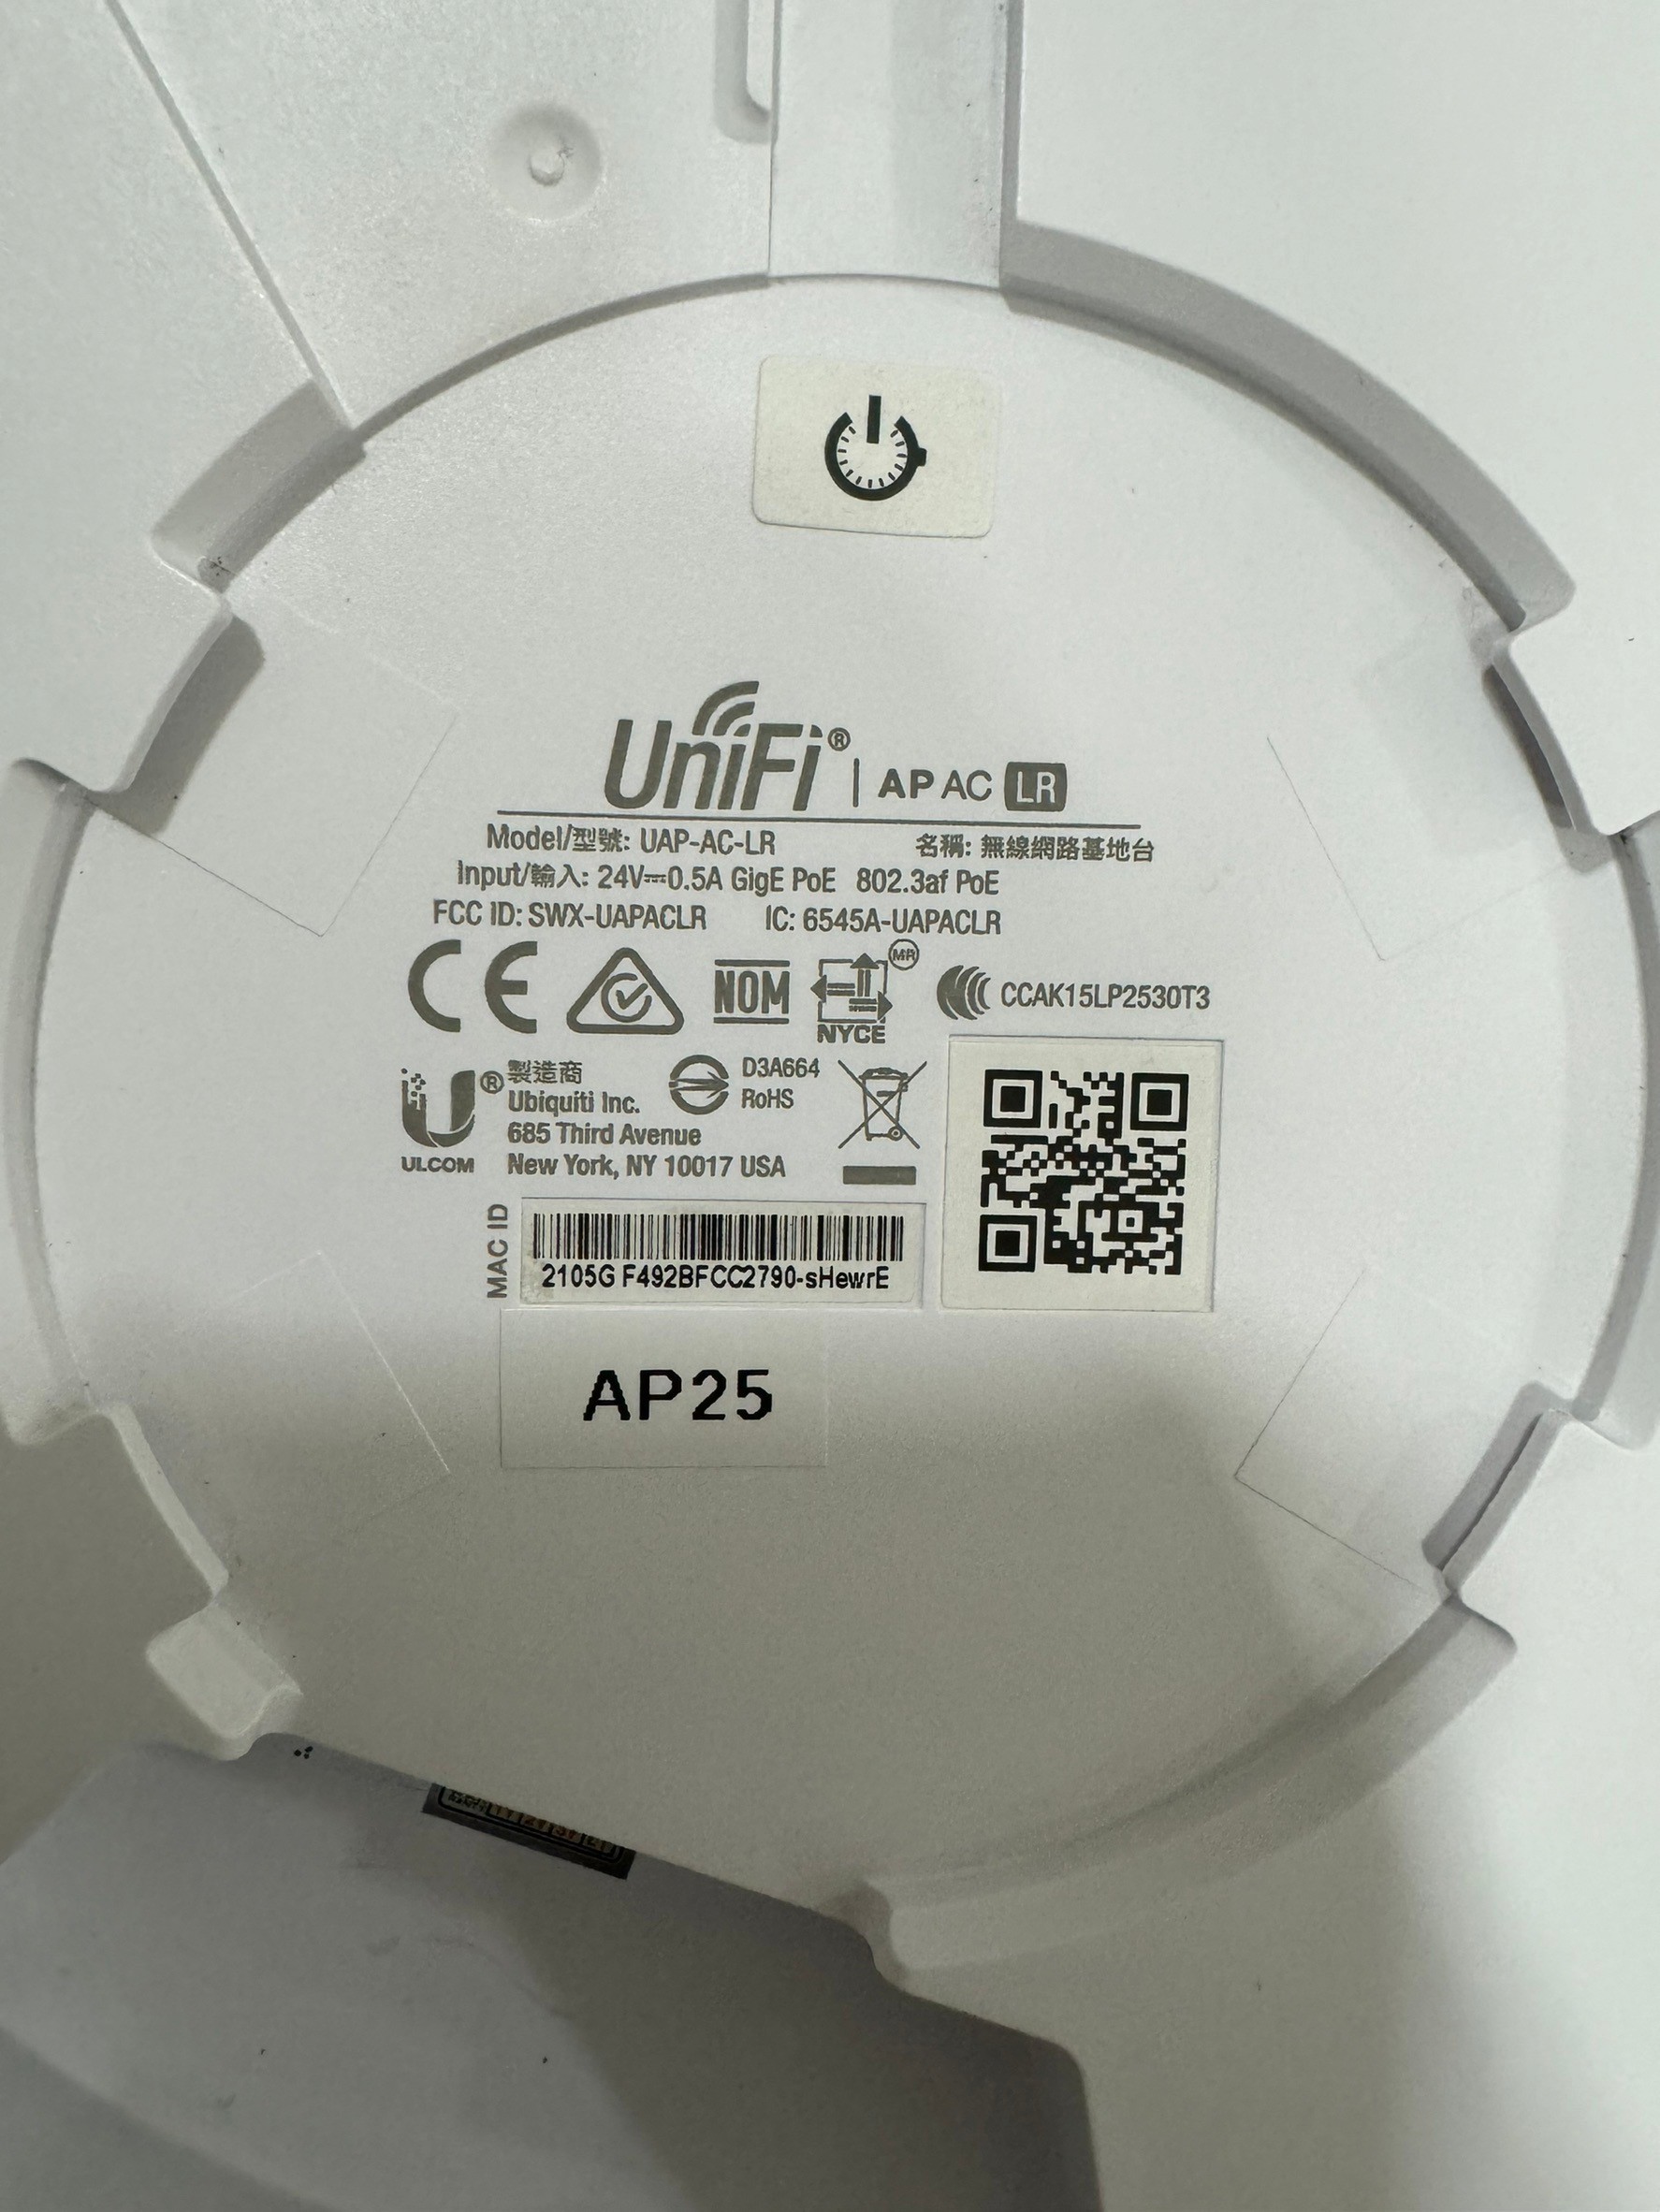 UniFi® | AP AC LR
Model/型號: UAP-AC-LR 名稱: 無線網路基地台
Input/輸入: 24V⎓0.5A GigE PoE 802.3af PoE
FCC ID: SWX-UAPACLR IC: 6545A-UAPACLR
CE NOM NYCE MR CCAK15LP2530T3
U® ULCOM
製造商
Ubiquiti Inc.
685 Third Avenue
New York, NY 10017 USA
D3A664
RoHS
MAC ID
2105G F492BFCC2790-sHewrE
AP25